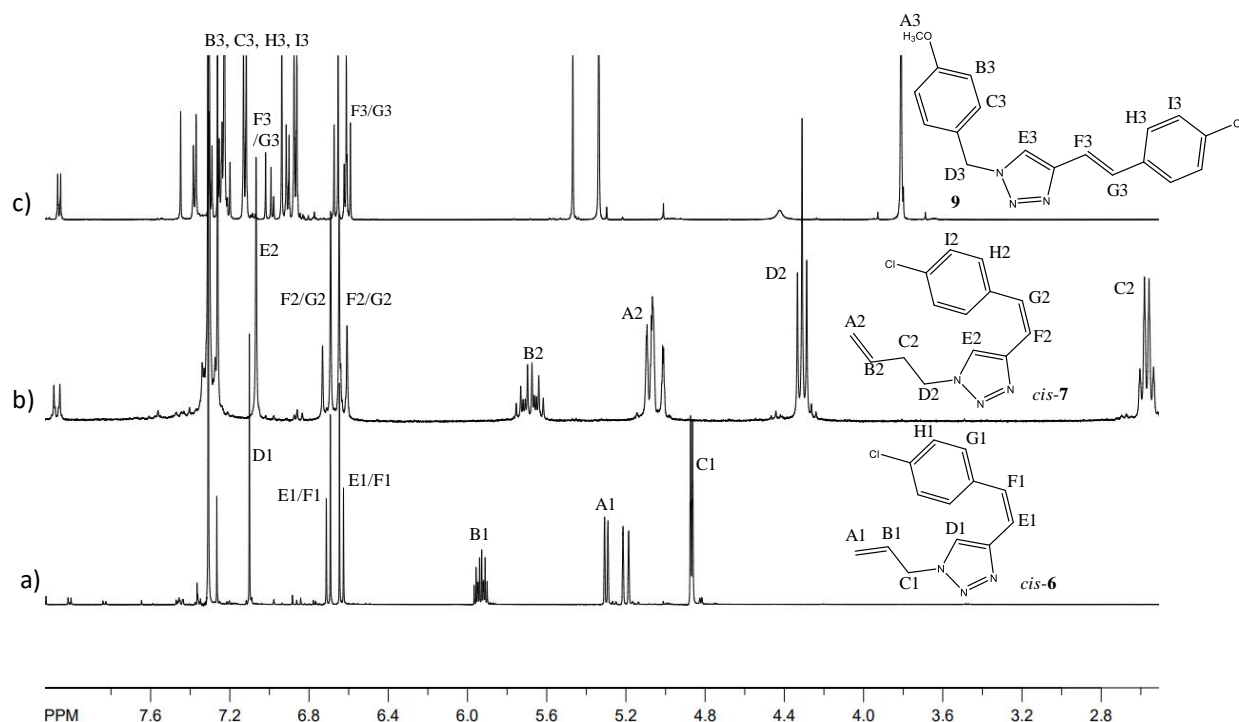 A3
H₃CO
B3, C3, H3, I3
B3
C3
F3
/G3
F3/G3
E3
F3
H3
I3
Cl
D3
G3
N
N
N
9
c)
E2
F2/G2
F2/G2
B2
A2
D2
C2
I2
H2
Cl
G2
A2
C2
E2
F2
B2
D2
N
N
N
cis-7
b)
D1
E1/F1
E1/F1
B1
A1
C1
H1
G1
Cl
F1
A1
B1
D1
E1
C1
N
N
N
cis-6
a)
PPM 7.6 7.2 6.8 6.4 6.0 5.6 5.2 4.8 4.4 4.0 3.6 3.2 2.8